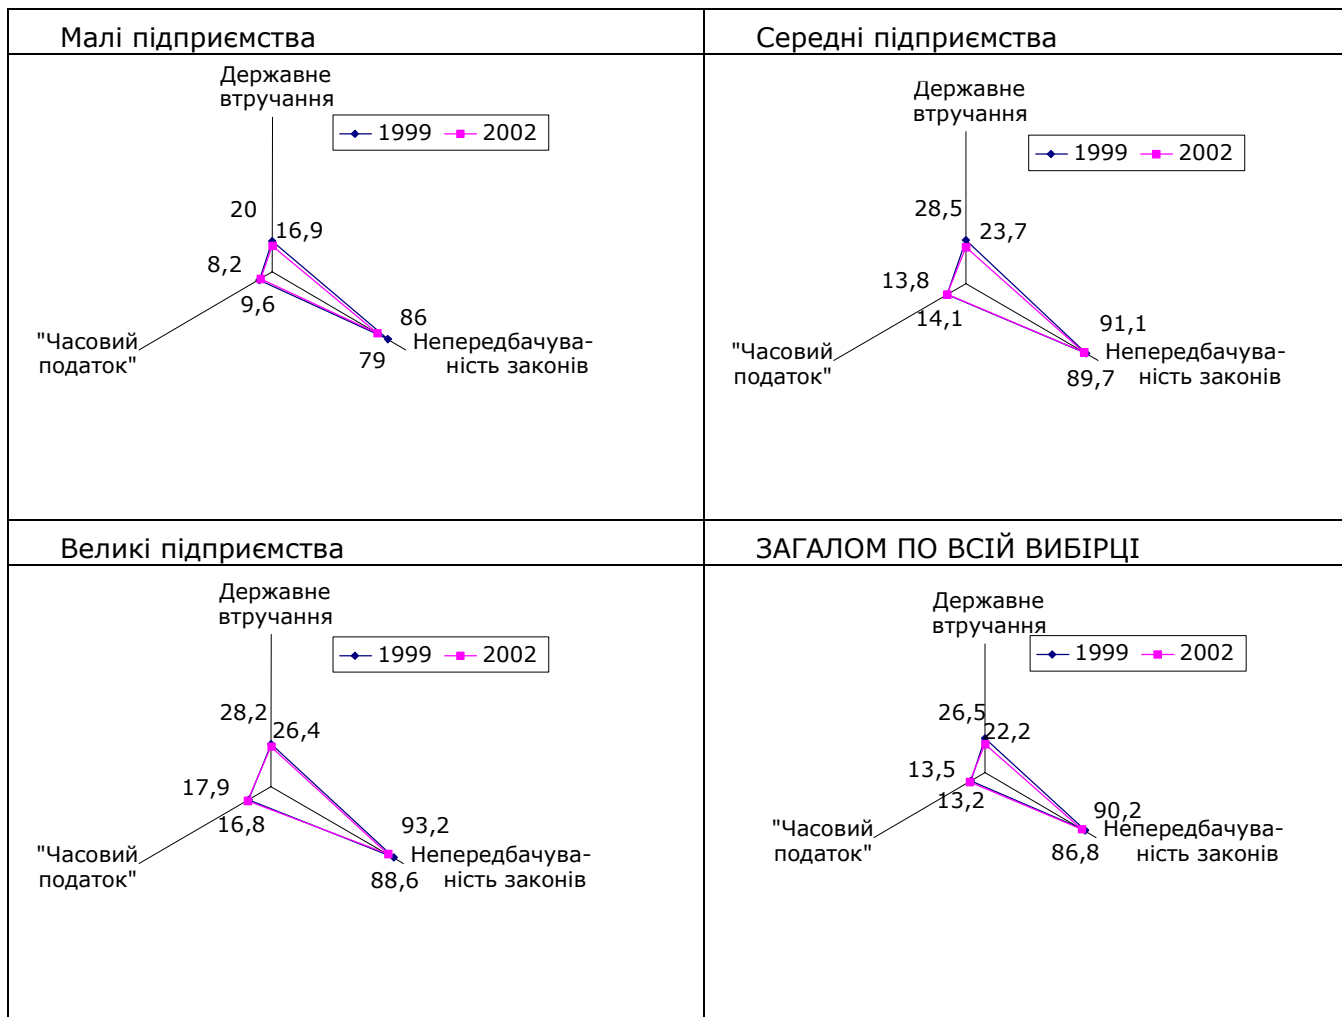 Малі підприємства
Державне
втручання
1999 2002
20
16,9
8,2
9,6
86
79
"Часовий
податок"
Непередбачува-
ність законів
Середні підприємства
Державне
втручання
1999 2002
28,5
23,7
13,8
14,1
91,1
89,7
"Часовий
податок"
Непередбачува-
ність законів
Великі підприємства
Державне
втручання
1999 2002
28,2
26,4
17,9
16,8
93,2
88,6
"Часовий
податок"
Непередбачува-
ність законів
ЗАГАЛОМ ПО ВСІЙ ВИБІРЦІ
Державне
втручання
1999 2002
26,5
22,2
13,5
13,2
90,2
86,8
"Часовий
податок"
Непередбачува-
ність законів